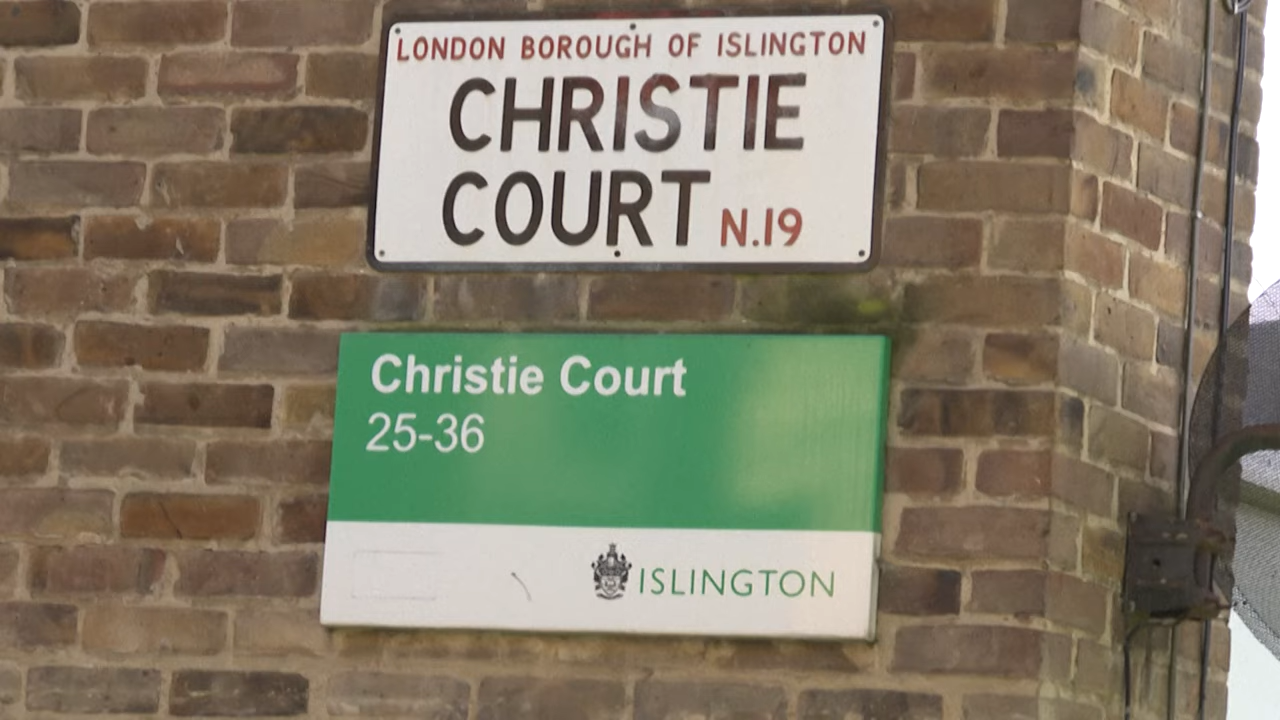 LONDON BOROUGH OF ISLINGTON
CHRISTIE
COURT N.19
Christie Court
25-36
ISLINGTON